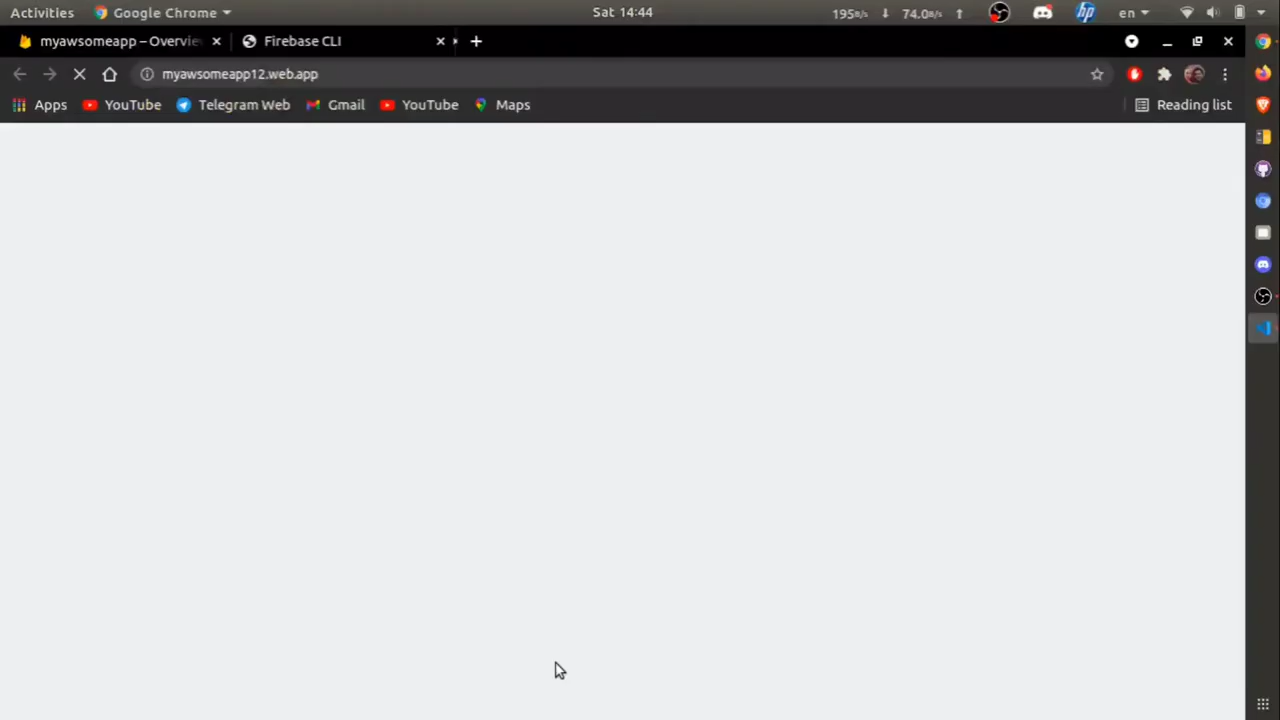 Activities Google Chrome Sat 14:44 195B/s 74.0B/s en
myawsomeapp – Overvie Firebase CLI
myawsomeapp12.web.app
Apps YouTube Telegram Web Gmail YouTube Maps Reading list